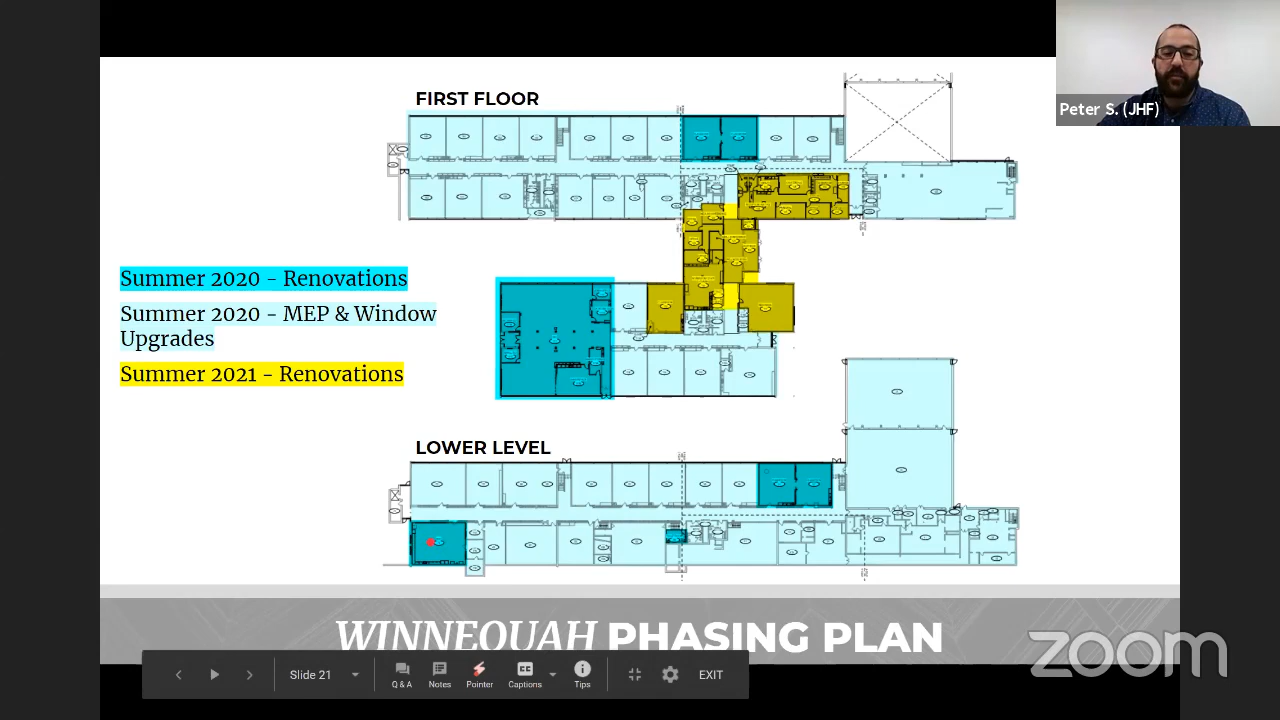 Peter S. (JHF)
FIRST FLOOR
Summer 2020 - Renovations
Summer 2020 - MEP & Window
Upgrades
Summer 2021 - Renovations
LOWER LEVEL
WINNEQUAH PHASING PLAN
zoom
Slide 21
Q & A
Notes
Pointer
Captions
Tips
EXIT